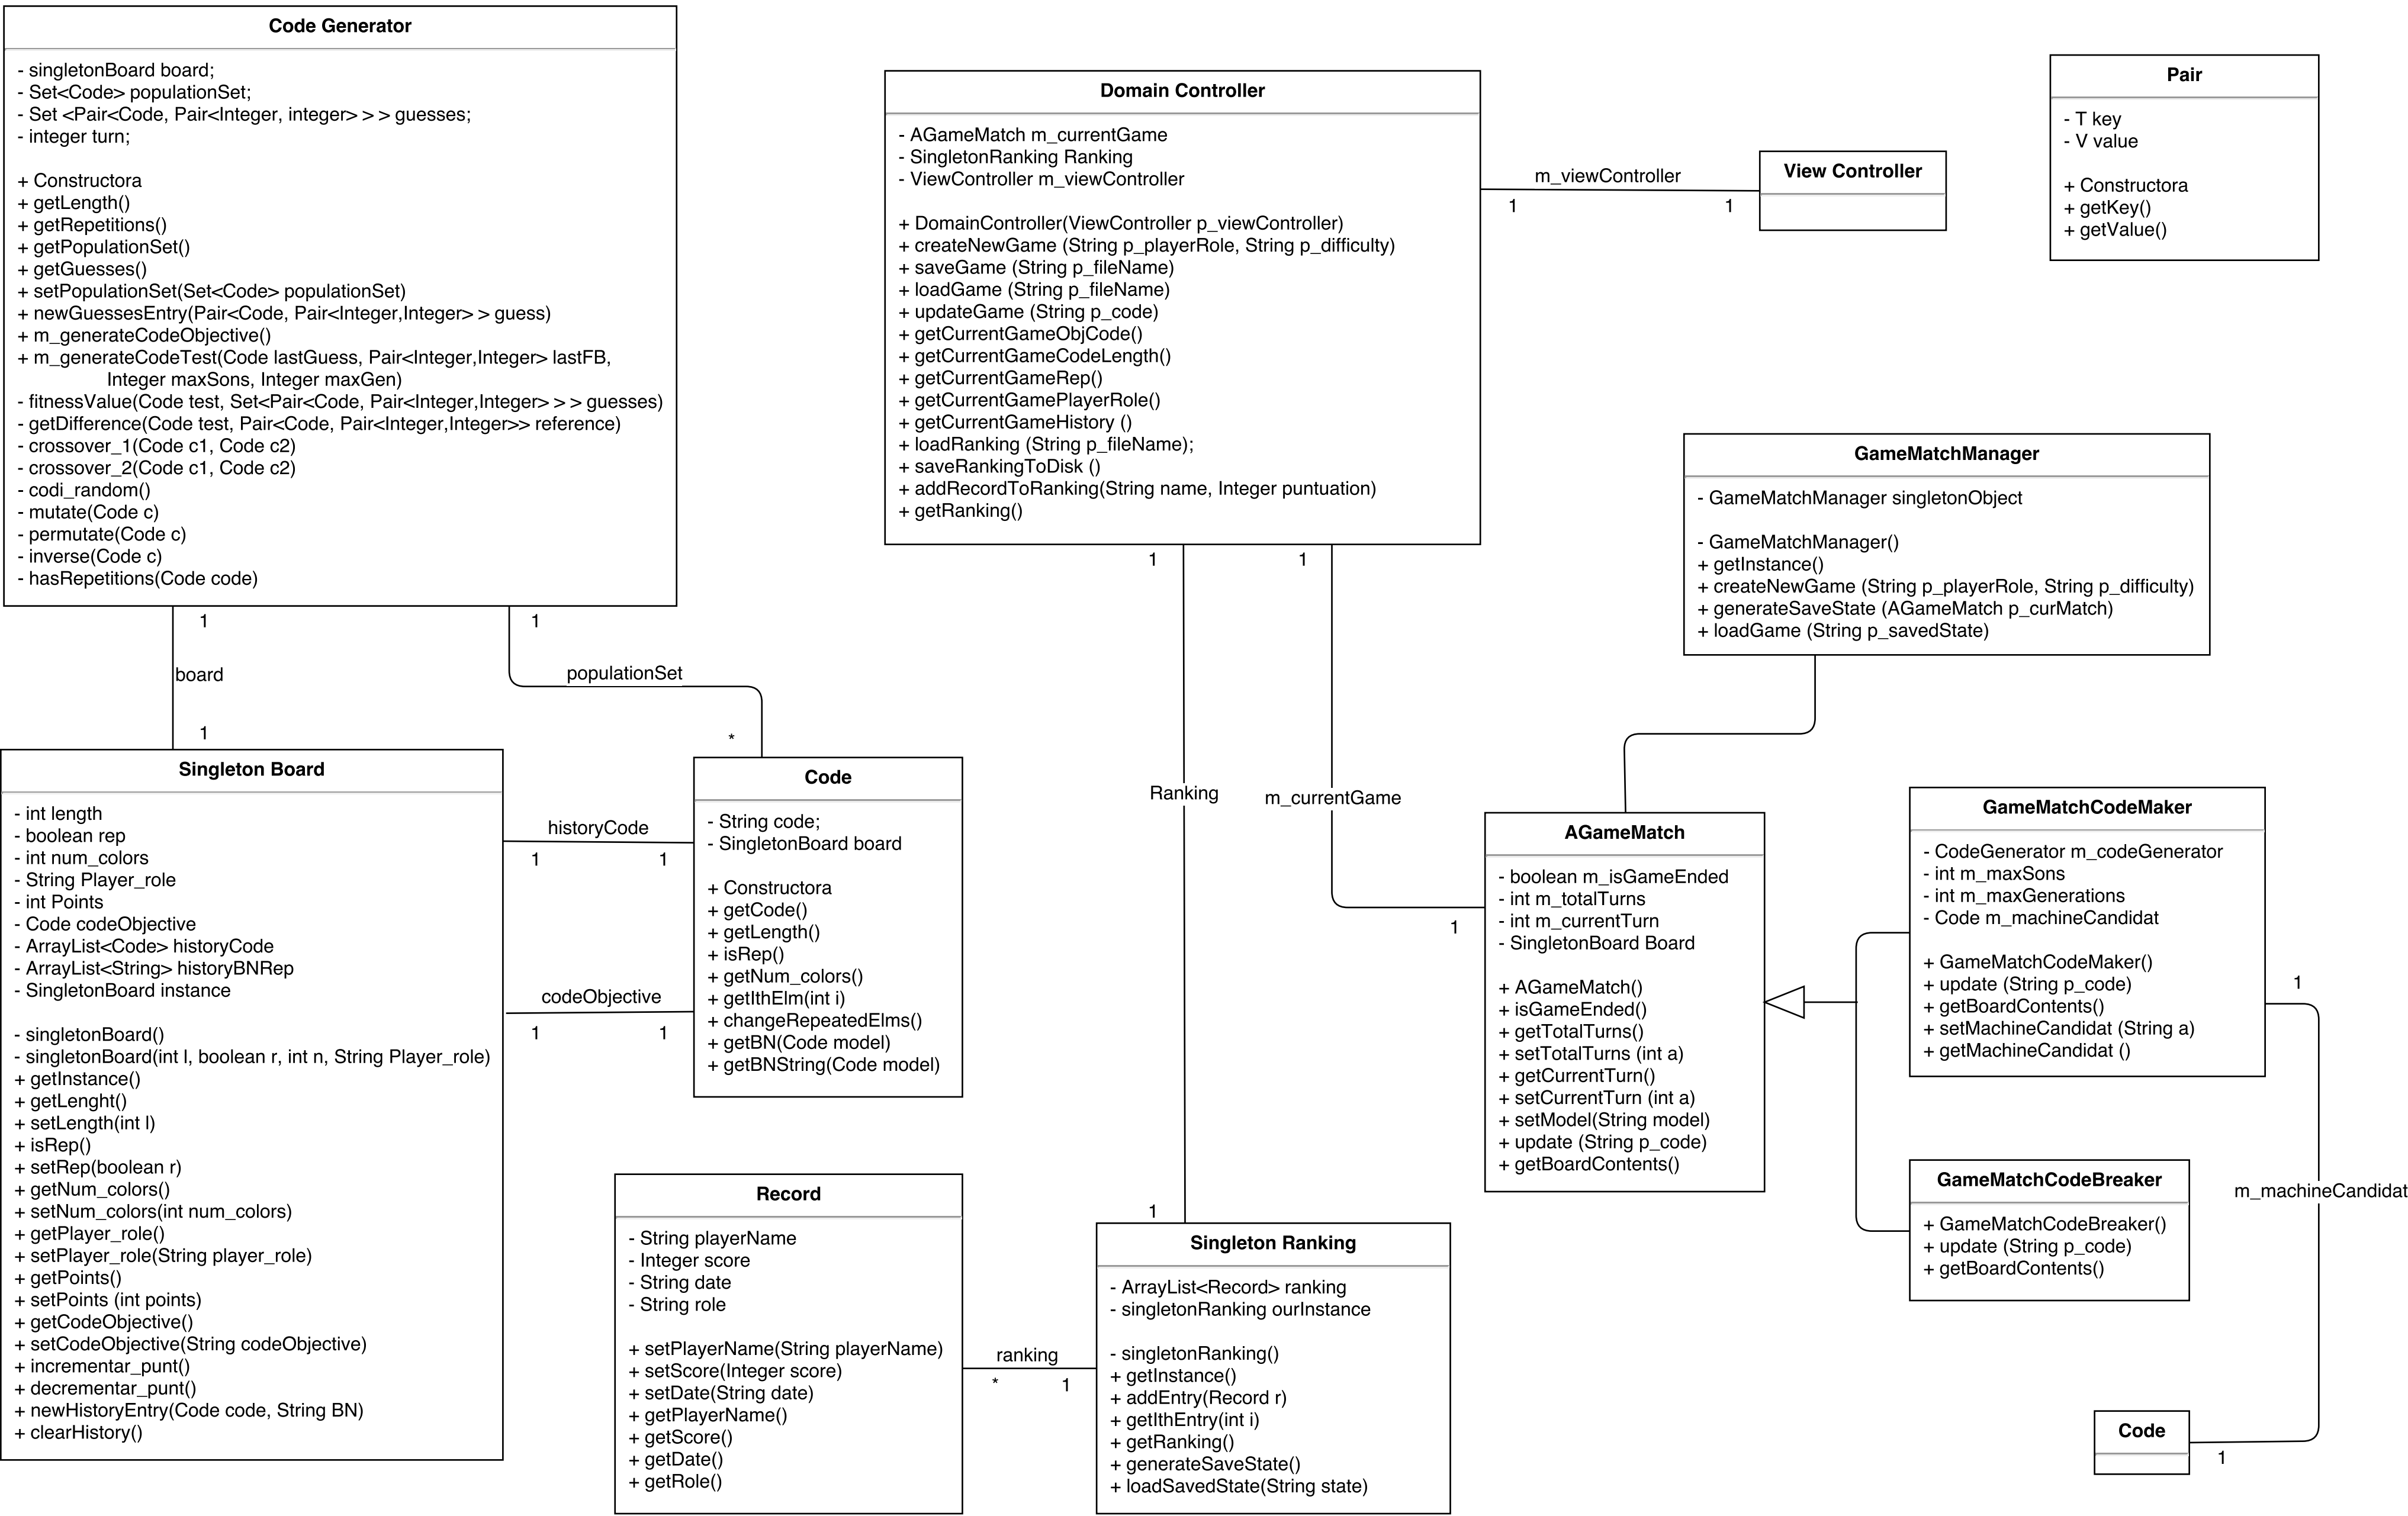 Code Generator
- singletonBoard board;
- Set<Code> populationSet;
- Set <Pair<Code, Pair<Integer, integer> > > guesses;
- integer turn;
+ Constructora
+ getLength()
+ getRepetitions()
+ getPopulationSet()
+ getGuesses()
+ setPopulationSet(Set<Code> populationSet)
+ newGuessesEntry(Pair<Code, Pair<Integer,Integer> > guess)
+ m_generateCodeObjective()
+ m_generateCodeTest(Code lastGuess, Pair<Integer,Integer> lastFB,
Integer maxSons, Integer maxGen)
- fitnessValue(Code test, Set<Pair<Code, Pair<Integer,Integer> > > guesses)
- getDifference(Code test, Pair<Code, Pair<Integer,Integer>> reference)
- crossover_1(Code c1, Code c2)
- crossover_2(Code c1, Code c2)
- codi_random()
- mutate(Code c)
- permutate(Code c)
- inverse(Code c)
- hasRepetitions(Code code)
Domain Controller
- AGameMatch m_currentGame
- SingletonRanking Ranking
- ViewController m_viewController
+ DomainController(ViewController p_viewController)
+ createNewGame (String p_playerRole, String p_difficulty)
+ saveGame (String p_fileName)
+ loadGame (String p_fileName)
+ updateGame (String p_code)
+ getCurrentGameObjCode()
+ getCurrentGameCodeLength()
+ getCurrentGameRep()
+ getCurrentGamePlayerRole()
+ getCurrentGameHistory ()
+ loadRanking (String p_fileName);
+ saveRankingToDisk ()
+ addRecordToRanking(String name, Integer puntuation)
+ getRanking()
m_viewController
1
1
View Controller
Pair
- T key
- V value
+ Constructora
+ getKey()
+ getValue()
GameMatchManager
- GameMatchManager singletonObject
- GameMatchManager()
+ getInstance()
+ createNewGame (String p_playerRole, String p_difficulty)
+ generateSaveState (AGameMatch p_curMatch)
+ loadGame (String p_savedState)
1
board
1
1
populationSet
*
1
Ranking
1
1
m_currentGame
1
Singleton Board
- int length
- boolean rep
- int num_colors
- String Player_role
- int Points
- Code codeObjective
- ArrayList<Code> historyCode
- ArrayList<String> historyBNRep
- SingletonBoard instance
- singletonBoard()
- singletonBoard(int l, boolean r, int n, String Player_role)
+ getInstance()
+ getLenght()
+ setLength(int l)
+ isRep()
+ setRep(boolean r)
+ getNum_colors()
+ setNum_colors(int num_colors)
+ getPlayer_role()
+ setPlayer_role(String player_role)
+ getPoints()
+ setPoints (int points)
+ getCodeObjective()
+ setCodeObjective(String codeObjective)
+ incrementar_punt()
+ decrementar_punt()
+ newHistoryEntry(Code code, String BN)
+ clearHistory()
historyCode
1
1
codeObjective
1
1
Code
- String code;
- SingletonBoard board
+ Constructora
+ getCode()
+ getLength()
+ isRep()
+ getNum_colors()
+ getIthElm(int i)
+ changeRepeatedElms()
+ getBN(Code model)
+ getBNString(Code model)
Record
- String playerName
- Integer score
- String date
- String role
+ setPlayerName(String playerName)
+ setScore(Integer score)
+ setDate(String date)
+ getPlayerName()
+ getScore()
+ getDate()
+ getRole()
ranking
*
1
Singleton Ranking
- ArrayList<Record> ranking
- singletonRanking ourInstance
- singletonRanking()
+ getInstance()
+ addEntry(Record r)
+ getIthEntry(int i)
+ getRanking()
+ generateSaveState()
+ loadSavedState(String state)
AGameMatch
- boolean m_isGameEnded
- int m_totalTurns
- int m_currentTurn
- SingletonBoard Board
+ AGameMatch()
+ isGameEnded()
+ getTotalTurns()
+ setTotalTurns (int a)
+ getCurrentTurn()
+ setCurrentTurn (int a)
+ setModel(String model)
+ update (String p_code)
+ getBoardContents()
GameMatchCodeMaker
- CodeGenerator m_codeGenerator
- int m_maxSons
- int m_maxGenerations
- Code m_machineCandidat
+ GameMatchCodeMaker()
+ update (String p_code)
+ getBoardContents()
+ setMachineCandidat (String a)
+ getMachineCandidat ()
GameMatchCodeBreaker
+ GameMatchCodeBreaker()
+ update (String p_code)
+ getBoardContents()
1
m_machineCandidat
1
Code